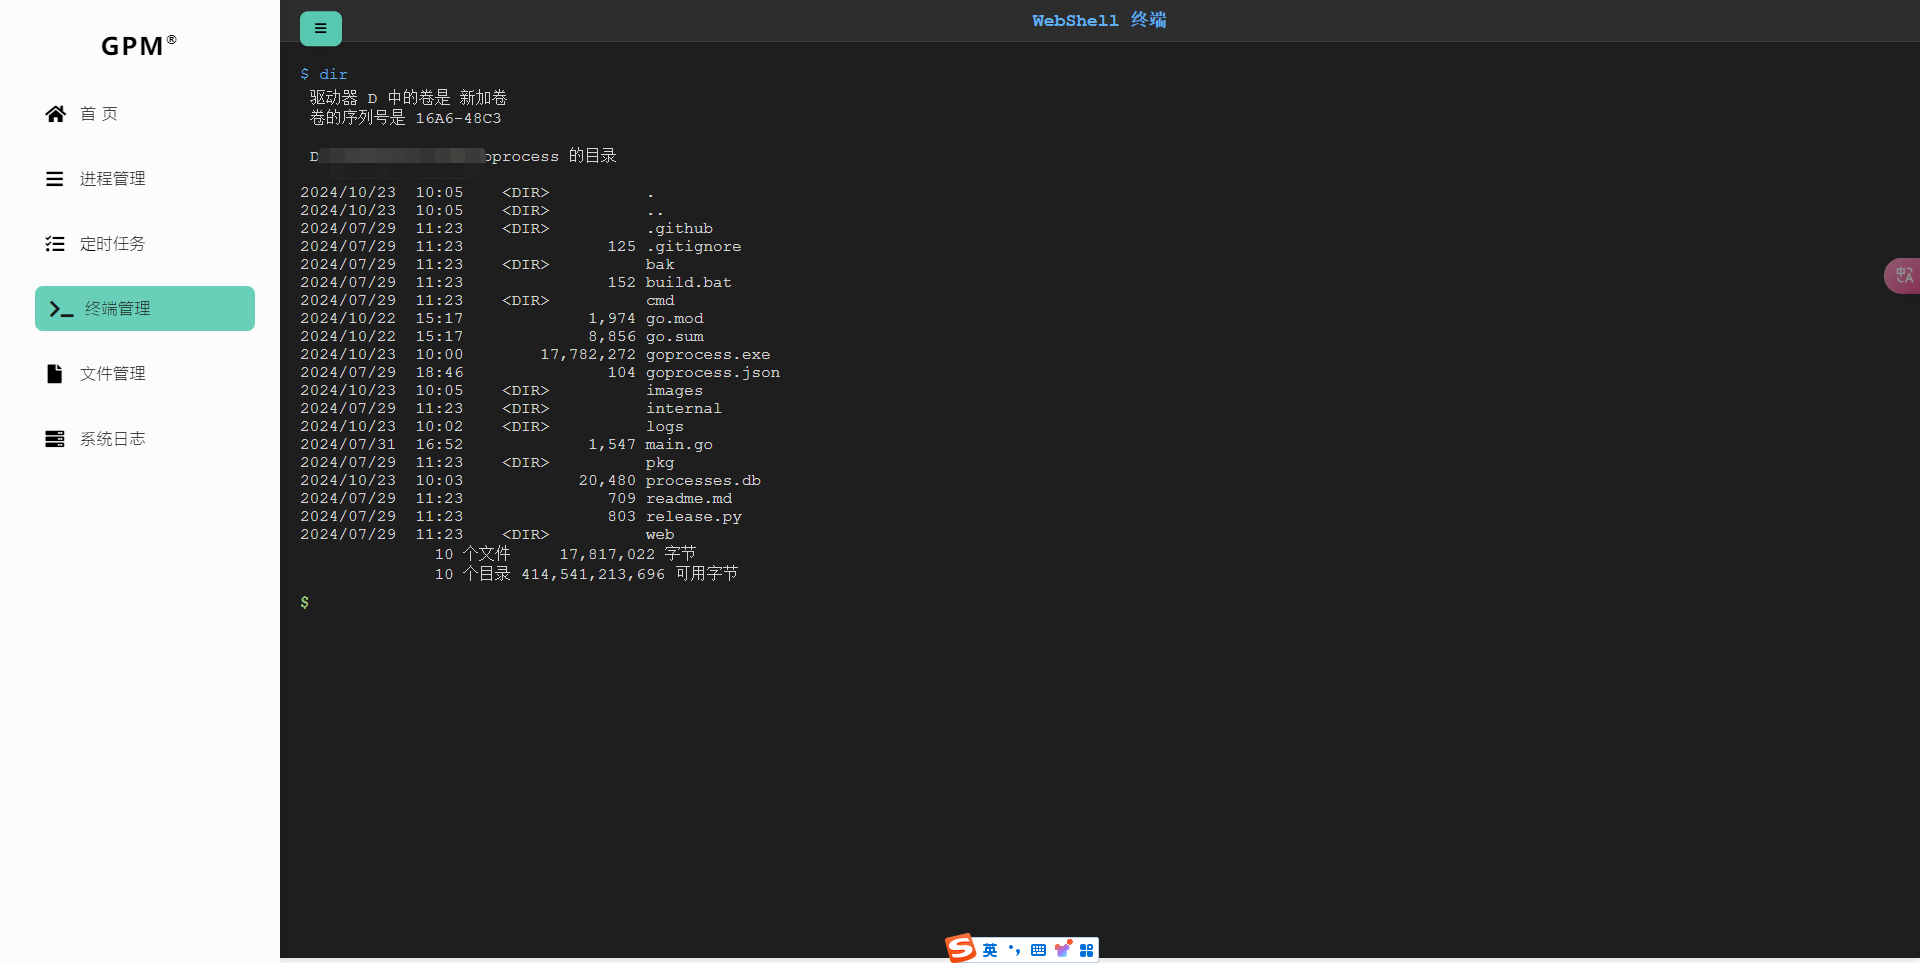 GPM®
首 页
进程管理
定时任务
终端管理
文件管理
系统日志
WebShell 终端
$ dir
驱动器 D 中的卷是 新加卷
卷的序列号是 16A6-48C3
D oprocess 的目录
2024/10/23  10:05    <DIR>          .
2024/10/23  10:05    <DIR>          ..
2024/07/29  11:23    <DIR>          .github
2024/07/29  11:23               125 .gitignore
2024/07/29  11:23    <DIR>          bak
2024/07/29  11:23               152 build.bat
2024/07/29  11:23    <DIR>          cmd
2024/10/22  15:17             1,974 go.mod
2024/10/22  15:17             8,856 go.sum
2024/10/23  10:00        17,782,272 goprocess.exe
2024/07/29  18:46               104 goprocess.json
2024/10/23  10:05    <DIR>          images
2024/07/29  11:23    <DIR>          internal
2024/10/23  10:02    <DIR>          logs
2024/07/31  16:52             1,547 main.go
2024/07/29  11:23    <DIR>          pkg
2024/10/23  10:03            20,480 processes.db
2024/07/29  11:23               709 readme.md
2024/07/29  11:23               803 release.py
2024/07/29  11:23    <DIR>          web
10 个文件     17,817,022 字节
10 个目录 414,541,213,696 可用字节
$
中A
S 英